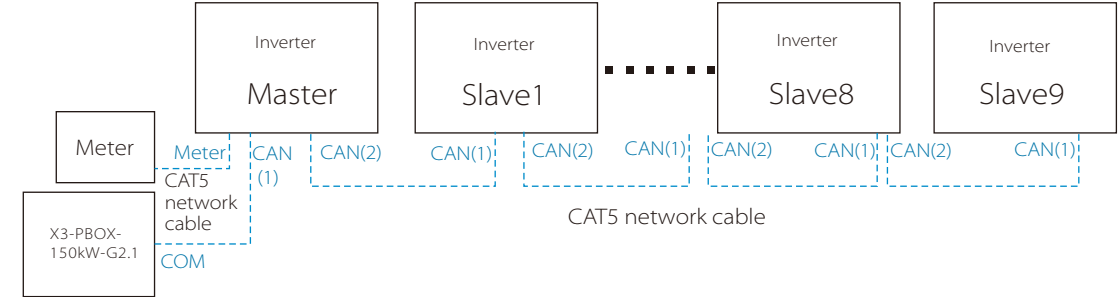 Inverter
Master
Inverter
Slave1
Inverter
Slave8
Inverter
Slave9
Meter
Meter
CAN
(1)
CAN(2)
CAN(1)
CAN(2)
CAN(1)
CAN(2)
CAN(1)
CAN(2)
CAN(1)
CAT5
network
cable
CAT5 network cable
X3-PBOX-
150kW-G2.1
COM